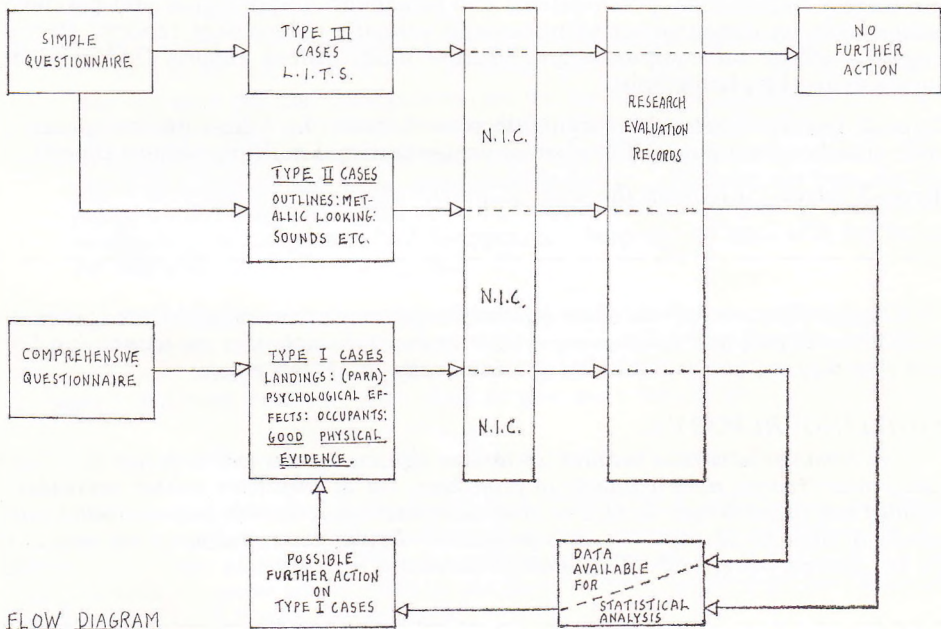 SIMPLE
QUESTIONNAIRE
TYPE III
CASES
L.I.T.S.
N.I.C.
RESEARCH
EVALUATION
RECORDS
NO
FURTHER
ACTION
TYPE II CASES
OUTLINES:MET-
ALLIC LOOKING:
SOUNDS ETC.
N.I.C.
COMPREHENSIVE
QUESTIONNAIRE
TYPE I CASES
LANDINGS: (PARA)-
PSYCHOLOGICAL EF-
FECTS: OCCUPANTS:
GOOD PHYSICAL
EVIDENCE.
N.I.C.
POSSIBLE
FURTHER ACTION
ON
TYPE I CASES
DATA
AVAILABLE
FOR
STATISTICAL
ANALYSIS
FLOW DIAGRAM